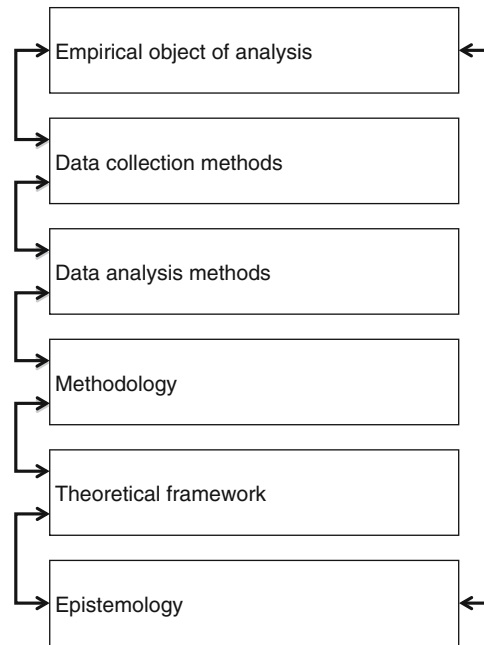 Empirical object of analysis
Data collection methods
Data analysis methods
Methodology
Theoretical framework
Epistemology